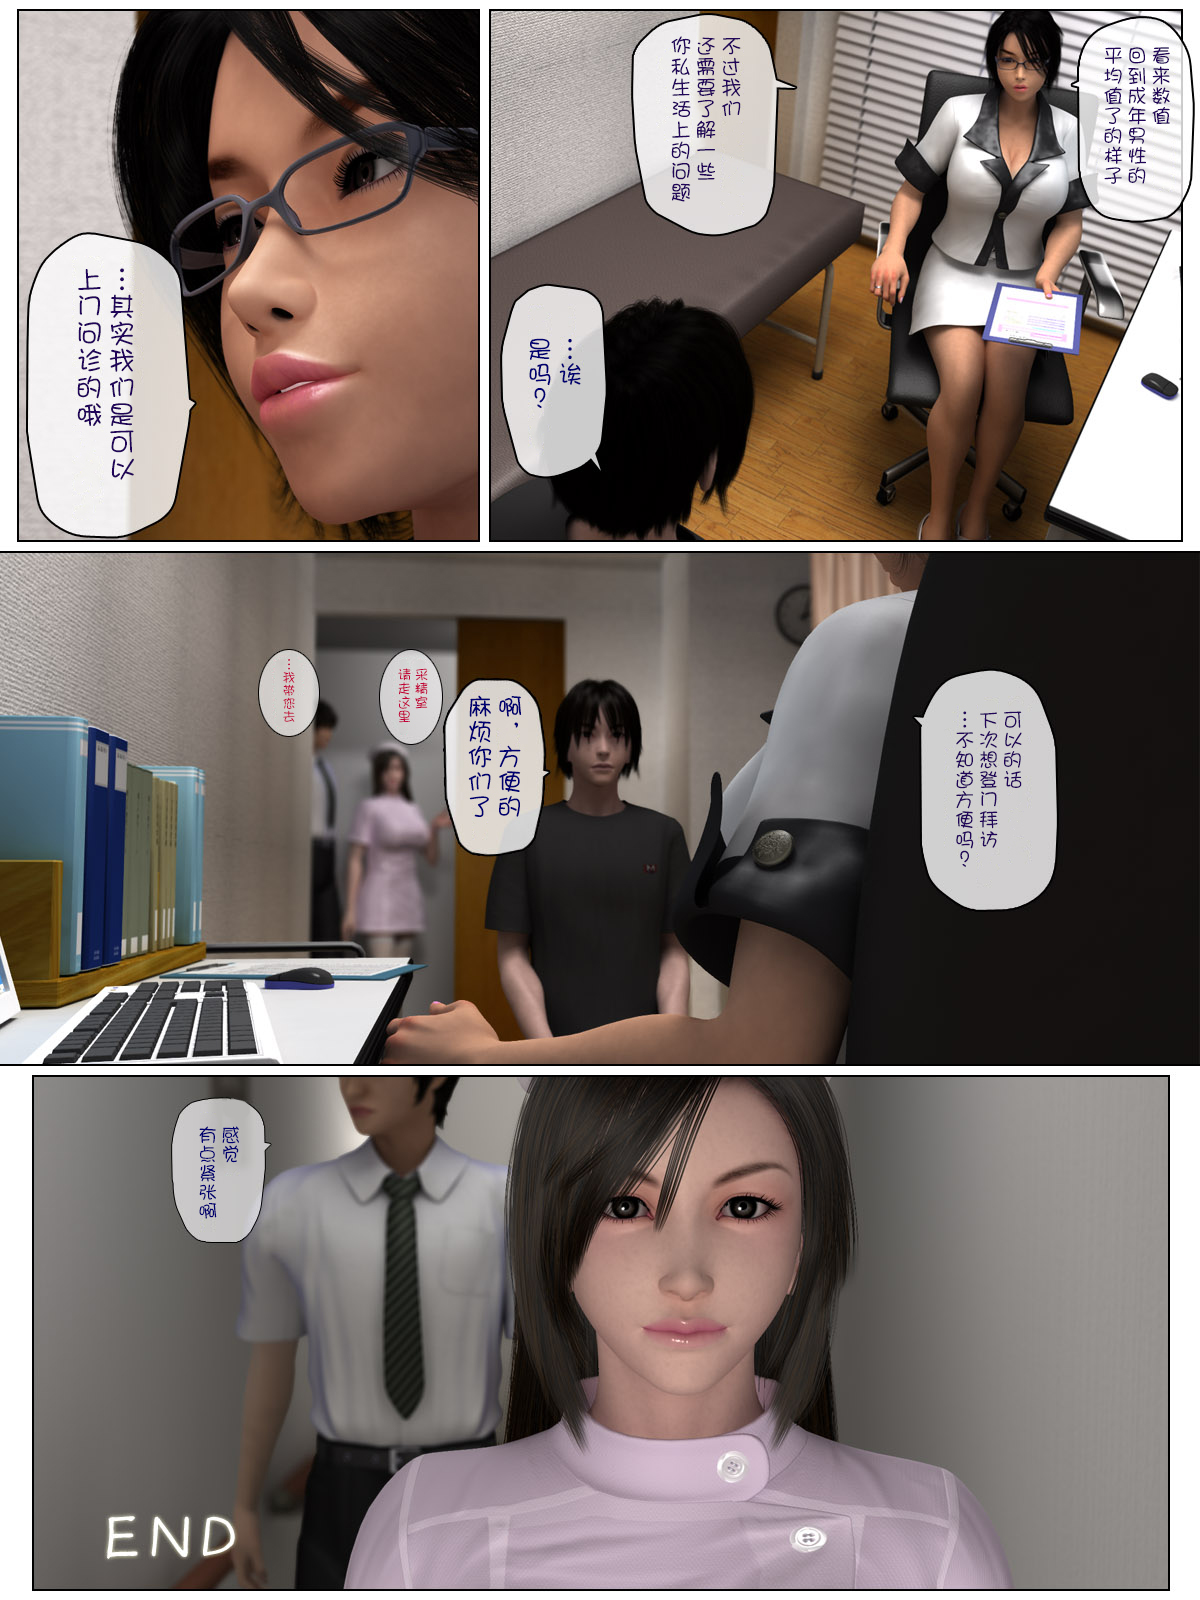 看来数值
回到成年男性的
平均值了的样子
不过我们
还需要了解一些
你私生活上的问题
…诶
是吗？
…其实我们是可以
上门问诊的哦
可以的话
下次想登门拜访
…不知道方便吗？
啊，方便的
麻烦你们了
采精室
请走这里
…我带您去
感觉
有点紧张啊
END